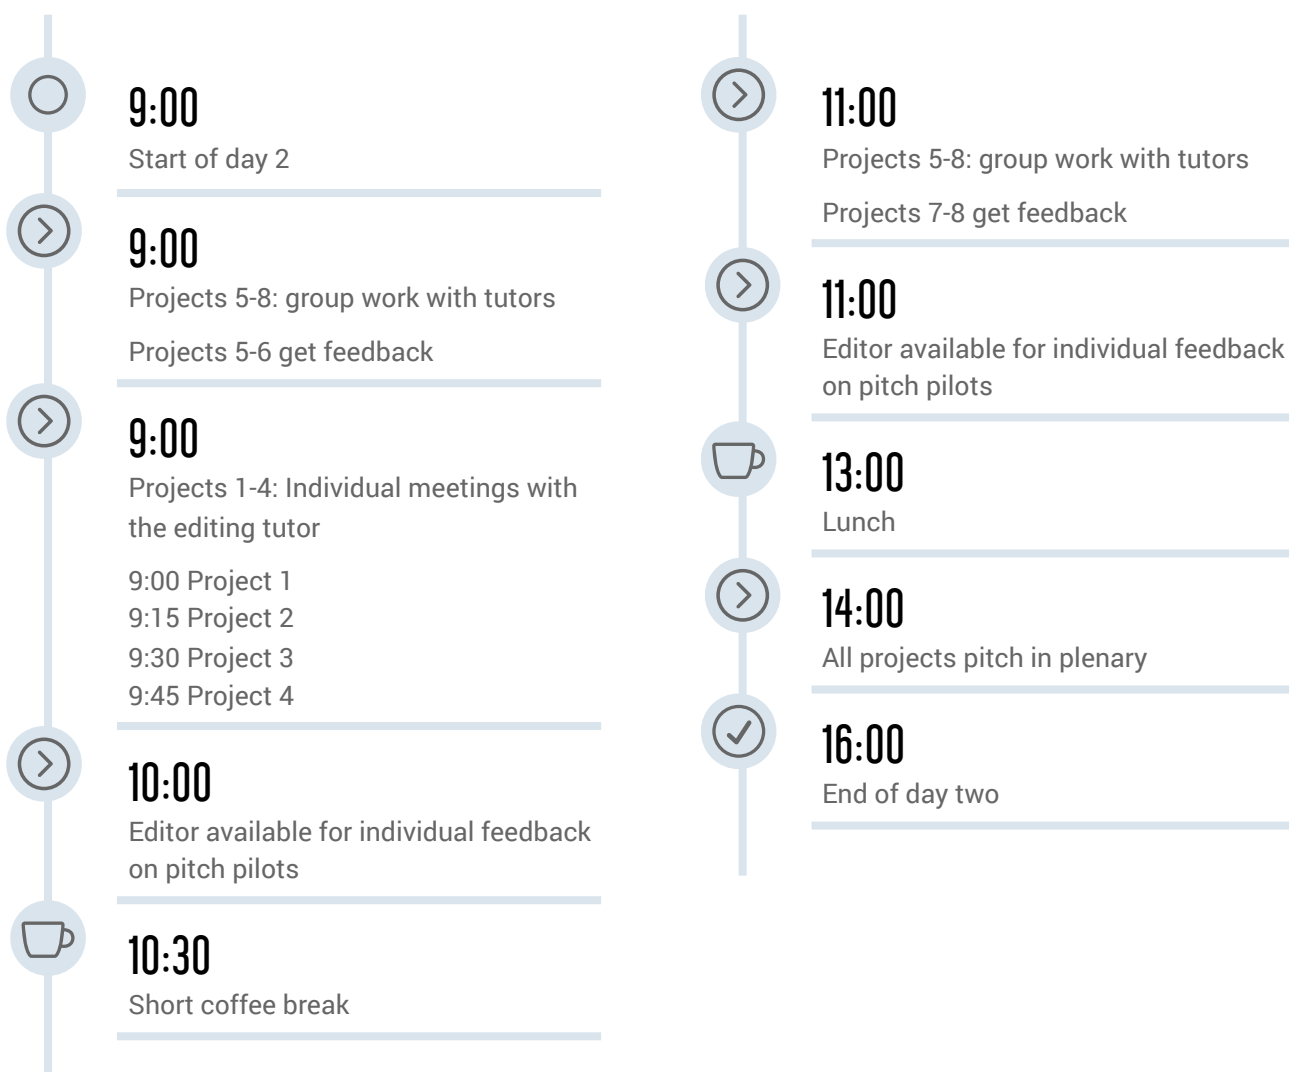 9:00
Start of day 2
9:00
Projects 5-8: group work with tutors
Projects 5-6 get feedback
9:00
Projects 1-4: Individual meetings with
the editing tutor
9:00 Project 1
9:15 Project 2
9:30 Project 3
9:45 Project 4
10:00
Editor available for individual feedback
on pitch pilots
10:30
Short coffee break
11:00
Projects 5-8: group work with tutors
Projects 7-8 get feedback
11:00
Editor available for individual feedback
on pitch pilots
13:00
Lunch
14:00
All projects pitch in plenary
16:00
End of day two